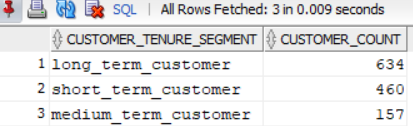 SQL | All Rows Fetched: 3 in 0.009 seconds
CUSTOMER_TENURE_SEGMENT CUSTOMER_COUNT
1 long_term_customer 634
2 short_term_customer 460
3 medium_term_customer 157